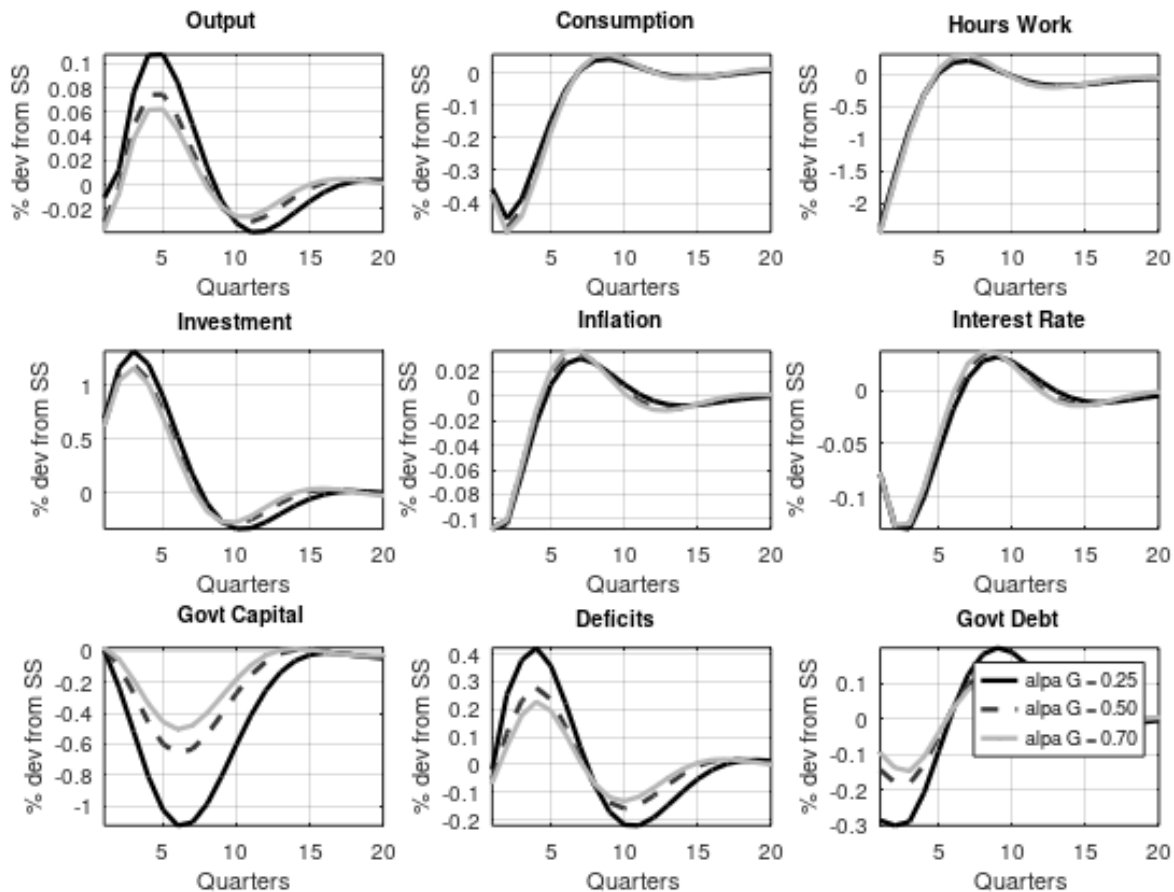 Output
Consumption
Hours Work
% dev from SS
0.1
0.08
0.06
0.04
0.02
0
-0.02
5
10
15
20
Quarters
% dev from SS
0
-0.1
-0.2
-0.3
-0.4
5
10
15
20
Quarters
% dev from SS
0
-0.5
-1
-1.5
-2
5
10
15
20
Quarters
Investment
Inflation
Interest Rate
% dev from SS
1
0.5
0
5
10
15
20
Quarters
% dev from SS
0.02
0
-0.02
-0.04
-0.06
-0.08
-0.1
5
10
15
20
Quarters
% dev from SS
0
-0.05
-0.1
5
10
15
20
Quarters
Govt Capital
Deficits
Govt Debt
% dev from SS
0
-0.2
-0.4
-0.6
-0.8
-1
5
10
15
20
Quarters
% dev from SS
0.4
0.3
0.2
0.1
0
-0.1
-0.2
5
10
15
20
Quarters
% dev from SS
0.1
0
-0.1
-0.2
-0.3
5
10
15
20
Quarters
alpa G = 0.25
alpa G = 0.50
alpa G = 0.70